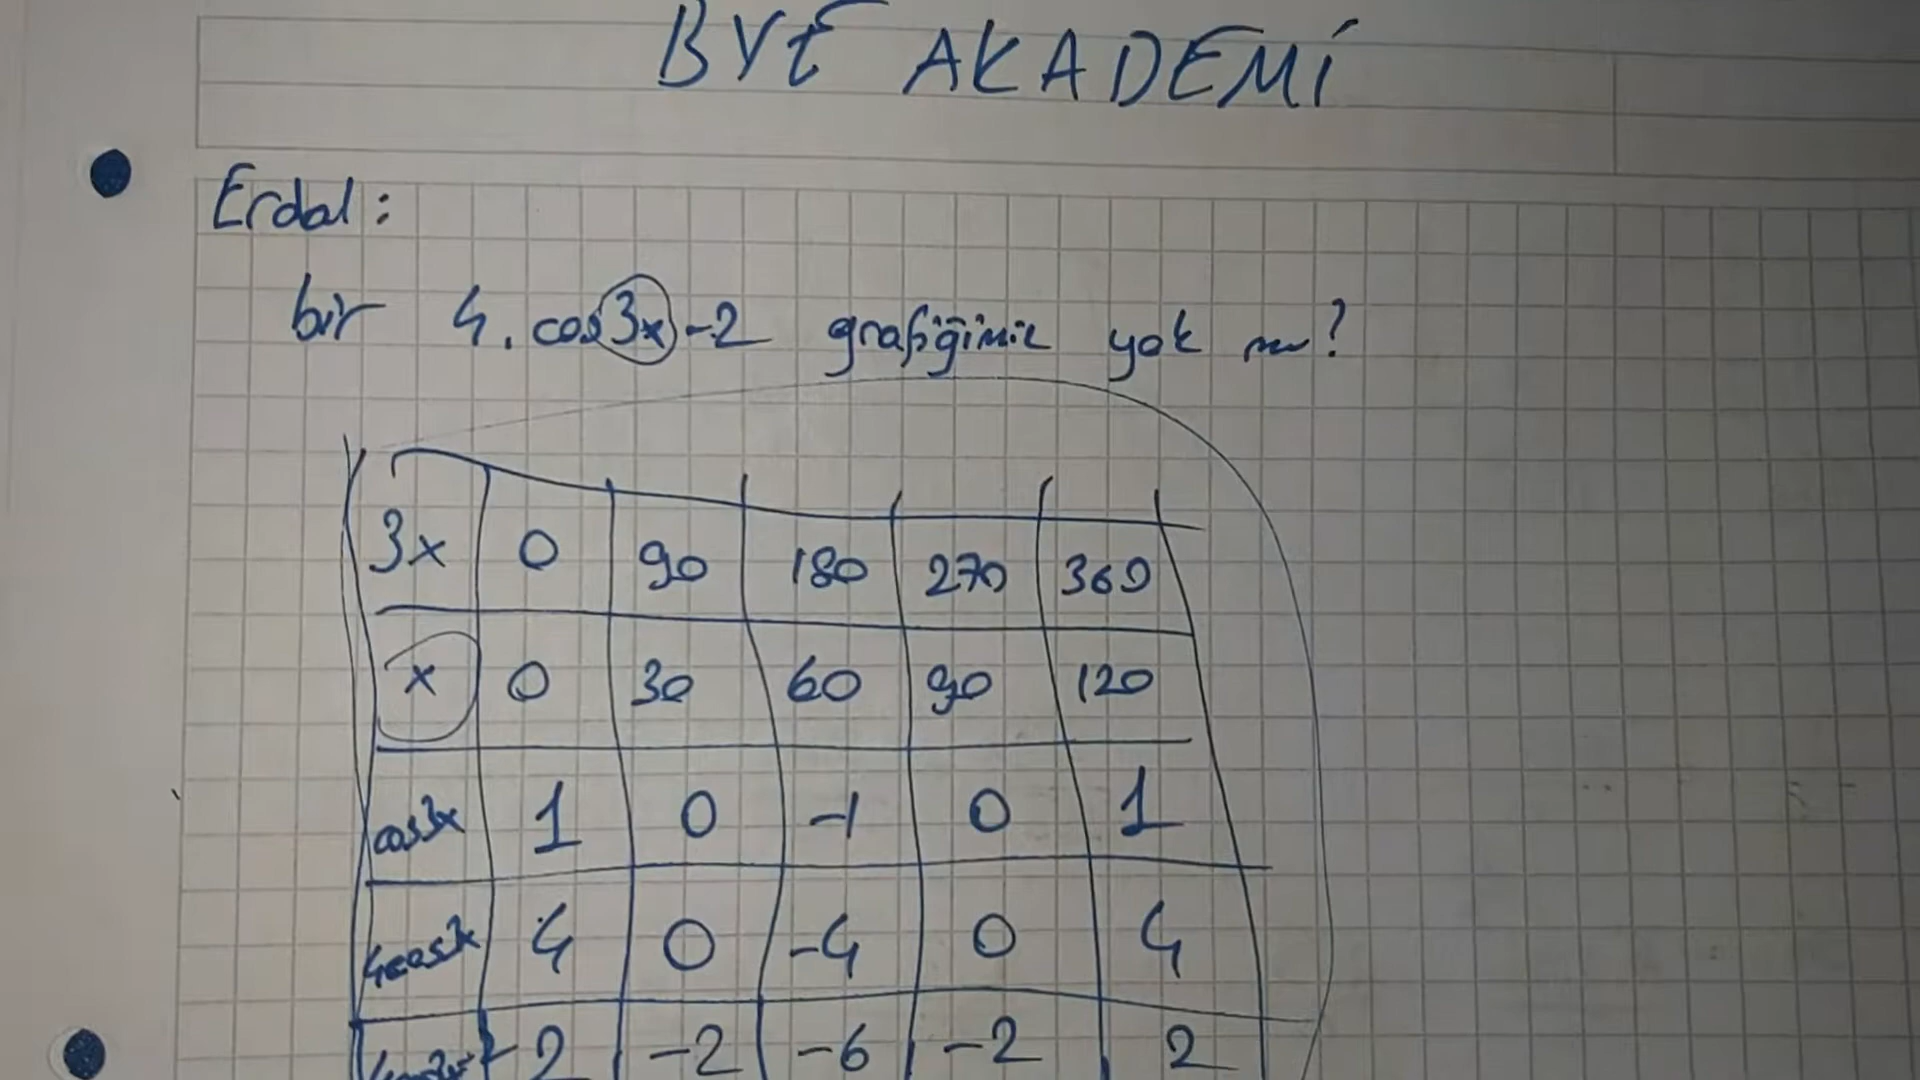 BYE AKADEMİ
Erdal:
bir 4.cos3x-2 grafiğimiz yok mu?
3x 0 90 180 270 360
x 0 30 60 90 120
cos3x 1 0 -1 0 1
4cos3x 4 0 -4 0 4
2 -2 -6 -2 2